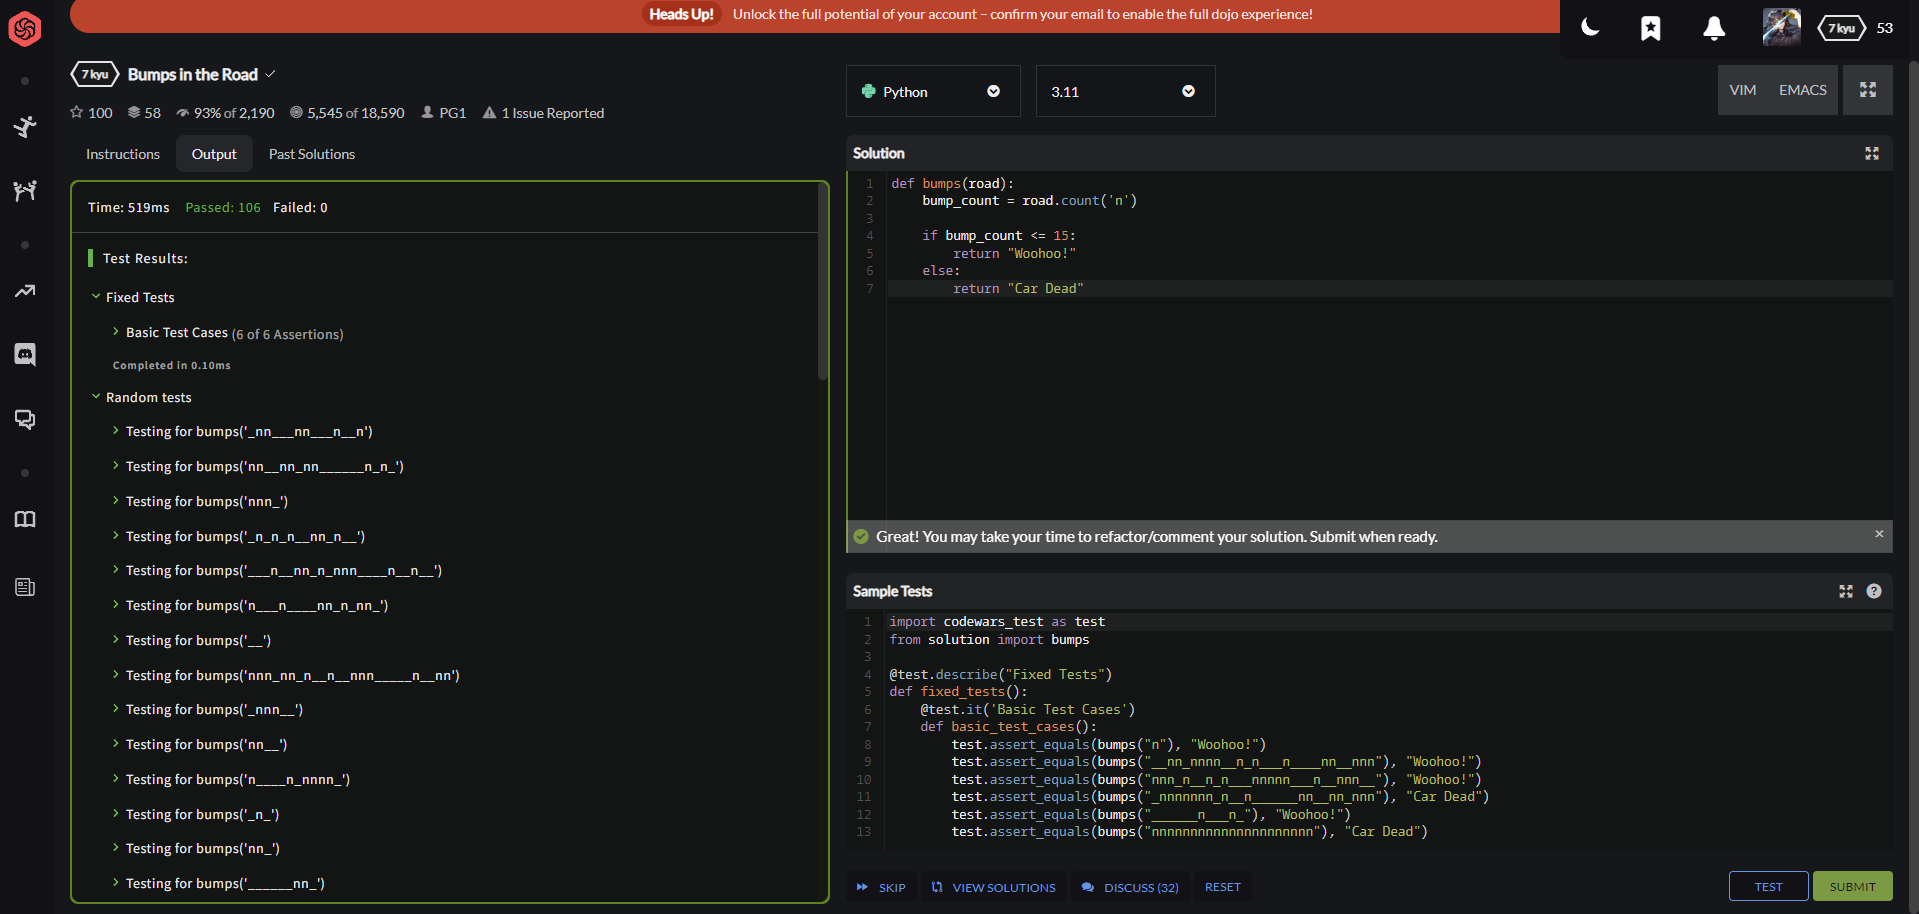 Heads Up! Unlock the full potential of your account – confirm your email to enable the full dojo experience!
7 kyu 53
7 kyu Bumps in the Road
100 58 93% of 2,190 5,545 of 18,590 PG1 1 Issue Reported
Instructions Output Past Solutions
Time: 519ms Passed: 106 Failed: 0
Test Results:
Fixed Tests
Basic Test Cases (6 of 6 Assertions)
Completed in 0.10ms
Random tests
Testing for bumps('_nn___nn___n__n')
Testing for bumps('nn__nn_nn______n_n_')
Testing for bumps('nnn_')
Testing for bumps('_n_n_n__nn_n__')
Testing for bumps('___n__nn_n_nnn____n__n__')
Testing for bumps('n___n____nn_n_nn_')
Testing for bumps('__')
Testing for bumps('nnn_nn_n__n__nnn_____n__nn')
Testing for bumps('_nnn__')
Testing for bumps('nn__')
Testing for bumps('n____n_nnnn_')
Testing for bumps('_n_')
Testing for bumps('nn_')
Testing for bumps('______nn_')
Python 3.11 VIM EMACS
Solution
1 def bumps(road):
2 bump_count = road.count('n')
3
4 if bump_count <= 15:
5 return "Woohoo!"
6 else:
7 return "Car Dead"
Great! You may take your time to refactor/comment your solution. Submit when ready.
Sample Tests
1 import codewars_test as test
2 from solution import bumps
3
4 @test.describe("Fixed Tests")
5 def fixed_tests():
6 @test.it('Basic Test Cases')
7 def basic_test_cases():
8 test.assert_equals(bumps("n"), "Woohoo!")
9 test.assert_equals(bumps("__nn_nnnn__n_n___n____nn__nnn"), "Woohoo!")
10 test.assert_equals(bumps("nnn_n__n_n___nnnnn___n__nnn__"), "Woohoo!")
11 test.assert_equals(bumps("_nnnnnnn_n__n______nn__nn_nnn"), "Car Dead")
12 test.assert_equals(bumps("______n___n_"), "Woohoo!")
13 test.assert_equals(bumps("nnnnnnnnnnnnnnnnnnnnn"), "Car Dead")
SKIP VIEW SOLUTIONS DISCUSS (32) RESET TEST SUBMIT